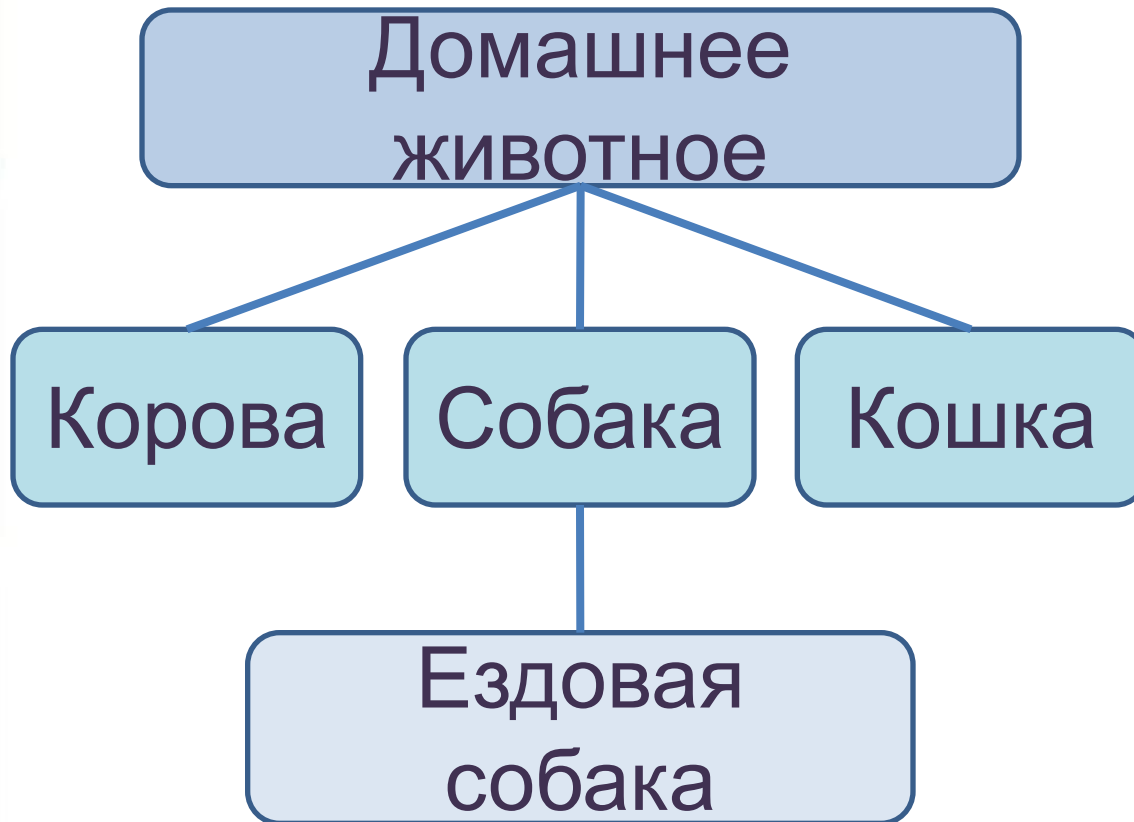 Домашнее
животное
Корова
Собака
Кошка
Ездовая
собака